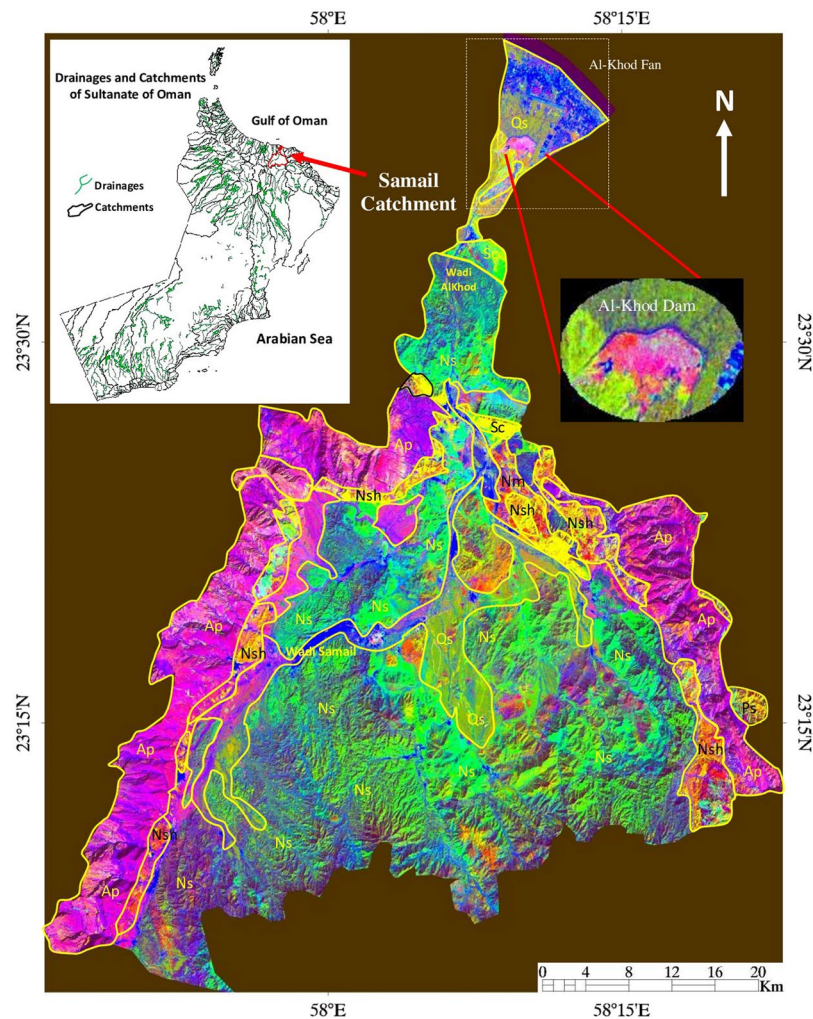 58°E
58°15'E
Drainages and Catchments
of Sultanate of Oman
Gulf of Oman
Drainages
Catchments
Arabian Sea
Samail
Catchment
Al-Khod Fan
N
Qs
Wadi
AlKhod
Al-Khod Dam
23°30'N
23°30'N
Ns
Sc
Ap
Nm
Nsh
Nsh
Nsh
Ap
Ns
Ns
Ns
Ap
Ap
Qs
Ns
Nsh
Wadi Samail
Ns
23°15'N
23°15'N
Ns
Ps
Qs
Ap
Nsh
Ns
Ns
Ap
Ns
Nsh
Ns
Ns
Ap
0 4 8 12 16 20
Km
58°E
58°15'E